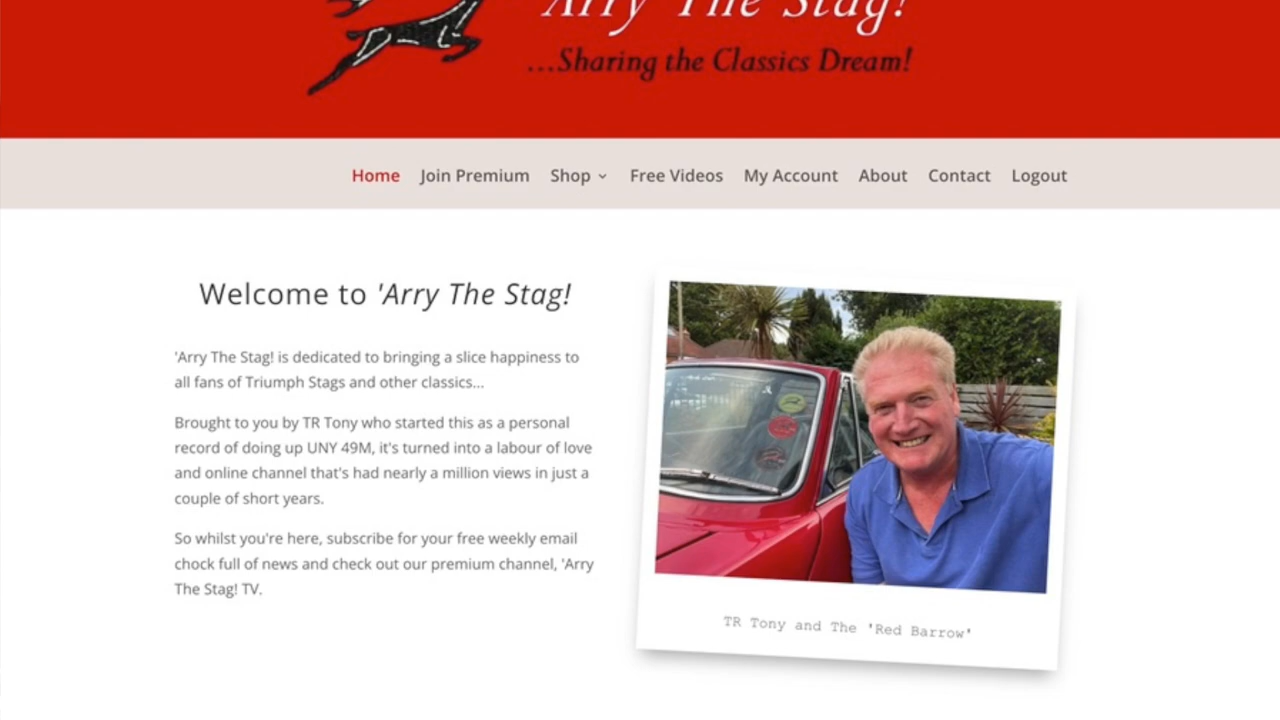 'Arry The Stag!
...Sharing the Classics Dream!
Home Join Premium Shop Free Videos My Account About Contact Logout
Welcome to 'Arry The Stag!
'Arry The Stag! is dedicated to bringing a slice happiness to
all fans of Triumph Stags and other classics...
Brought to you by TR Tony who started this as a personal
record of doing up UNY 49M, it's turned into a labour of love
and online channel that's had nearly a million views in just a
couple of short years.
So whilst you're here, subscribe for your free weekly email
chock full of news and check out our premium channel, 'Arry
The Stag! TV.
TR Tony and The 'Red Barrow'